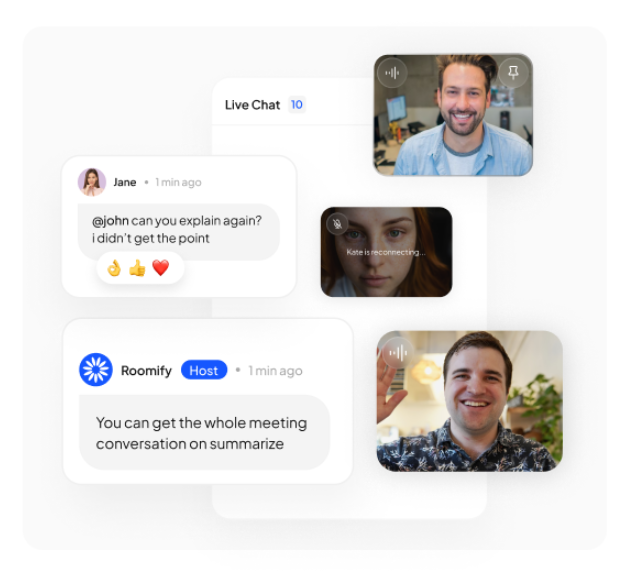 Live Chat 10
Jane • 1 min ago
@john can you explain again?
i didn't get the point
Kate is reconnecting...
Roomify Host • 1 min ago
You can get the whole meeting
conversation on summarize